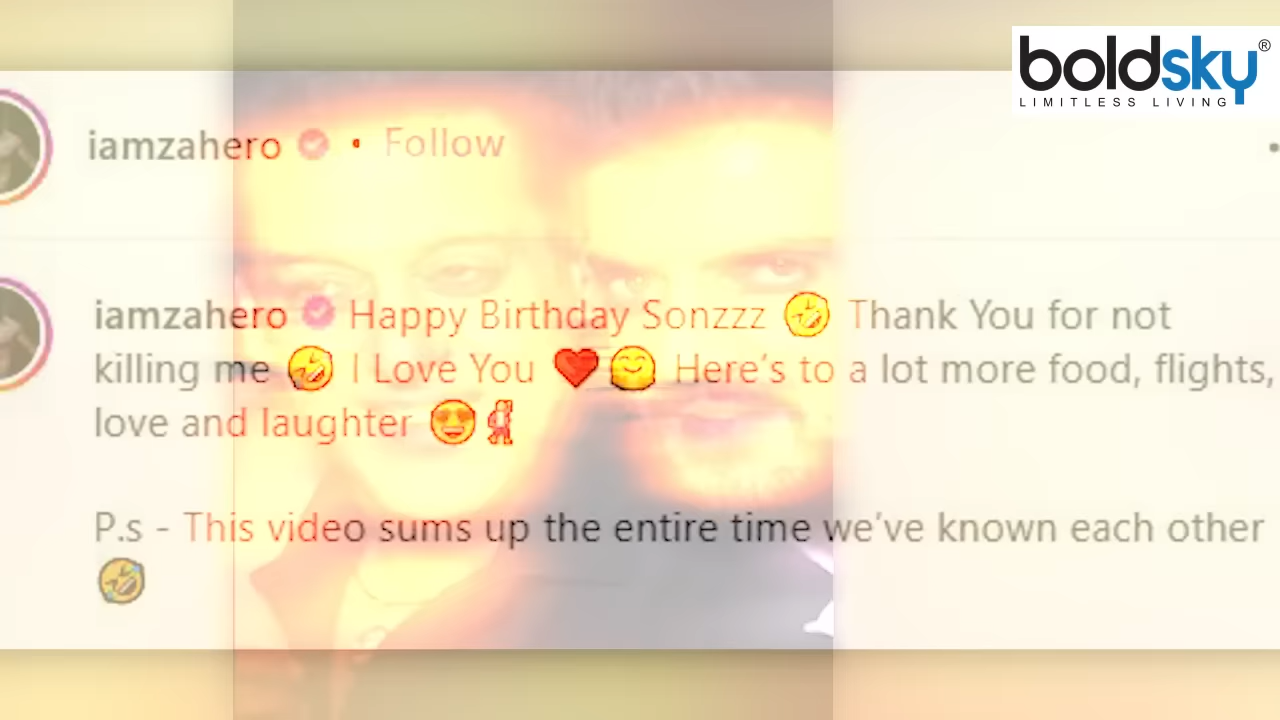 boldsky®
LIMITLESS LIVING
iamzahero • Follow
iamzahero Happy Birthday Sonzzz 🤣 Thank You for not
killing me 🤣 I Love You ❤️🤗 Here's to a lot more food, flights,
love and laughter 😍
P.s - This video sums up the entire time we've known each other
🤣